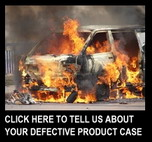 CLICK HERE TO TELL US ABOUT
YOUR DEFECTIVE PRODUCT CASE